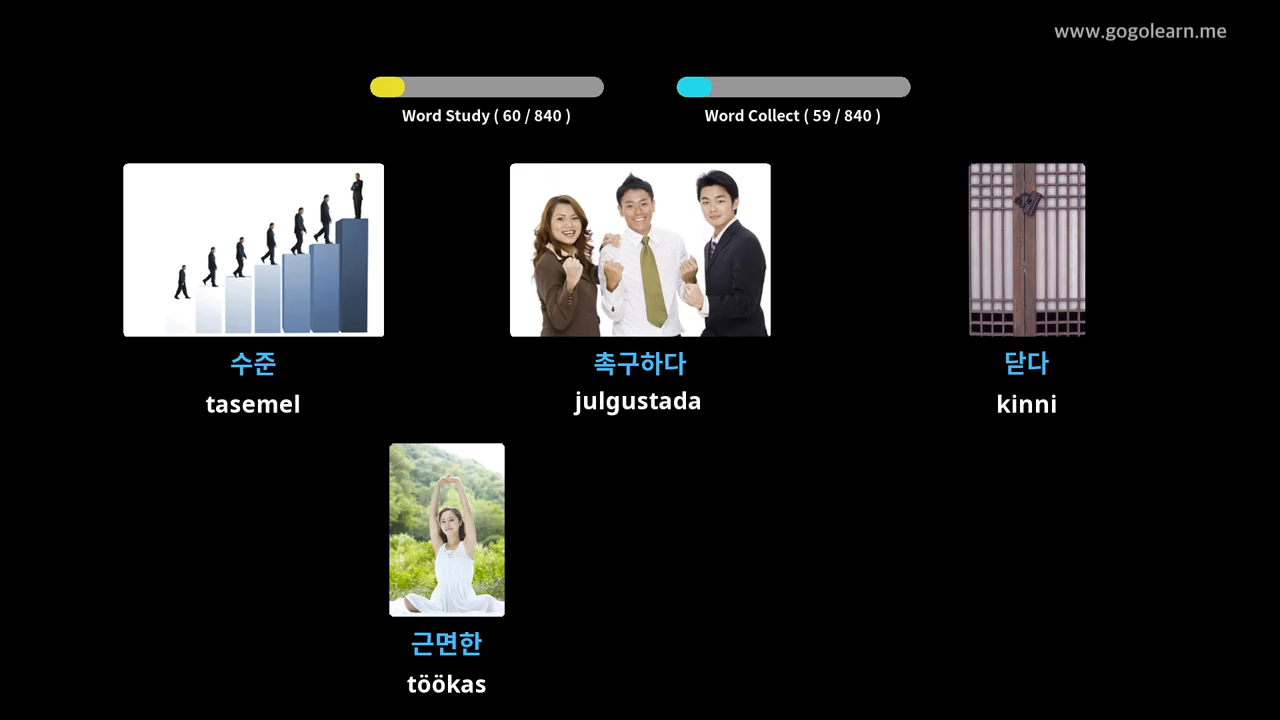 www.gogolearn.me
Word Study ( 60 / 840 )
Word Collect ( 59 / 840 )
수준
tasemel
촉구하다
julgustada
닫다
kinni
근면한
töökas